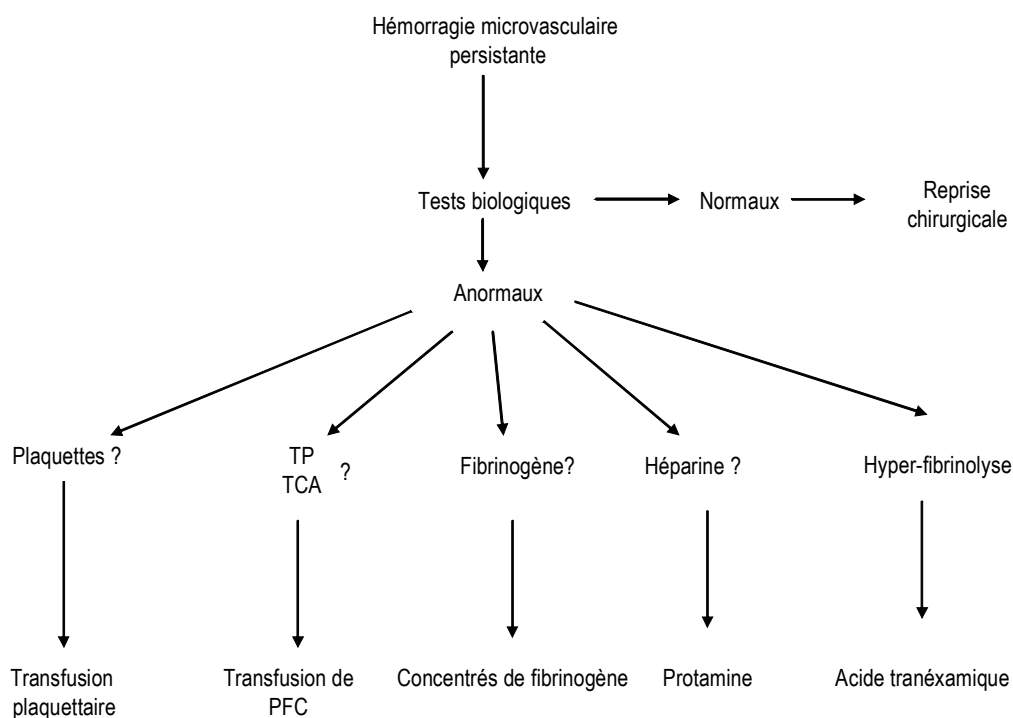 Hémorragie microvasculaire
persistante
Tests biologiques
Normaux
Reprise
chirurgicale
Anormaux
Plaquettes ?
TP
TCA
?
Fibrinogène?
Héparine ?
Hyper-fibrinolyse
Transfusion
plaquettaire
Transfusion de
PFC
Concentrés de fibrinogène
Protamine
Acide tranéxamique